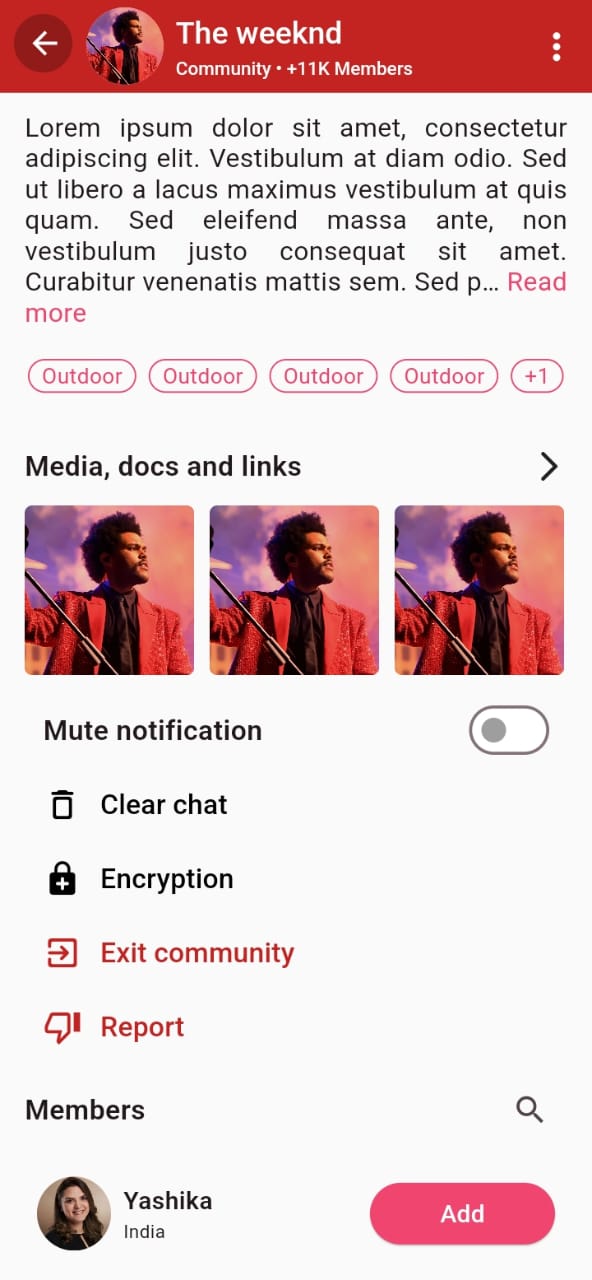 The weeknd
Community • +11K Members
Lorem ipsum dolor sit amet, consectetur
adipiscing elit. Vestibulum at diam odio. Sed
ut libero a lacus maximus vestibulum at quis
quam. Sed eleifend massa ante, non
vestibulum justo consequat sit amet.
Curabitur venenatis mattis sem. Sed p... Read
more
Outdoor Outdoor Outdoor Outdoor +1
Media, docs and links
Mute notification
Clear chat
Encryption
Exit community
Report
Members
Yashika
India
Add